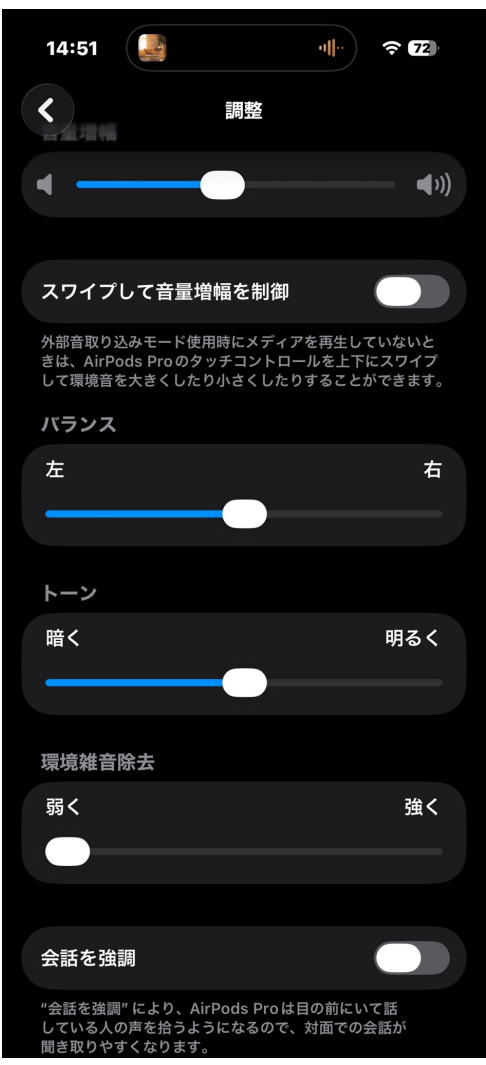 14:51
72
調整
音量増幅
スワイプして音量増幅を制御
外部音取り込みモード使用時にメディアを再生していないと
きは、AirPods Proのタッチコントロールを上下にスワイプ
して環境音を大きくしたり小さくしたりすることができます。
バランス
左 右
トーン
暗く 明るく
環境雑音除去
弱く 強く
会話を強調
“会話を強調” により、AirPods Proは目の前にいて話
している人の声を拾うようになるので、対面での会話が
聞き取りやすくなります。